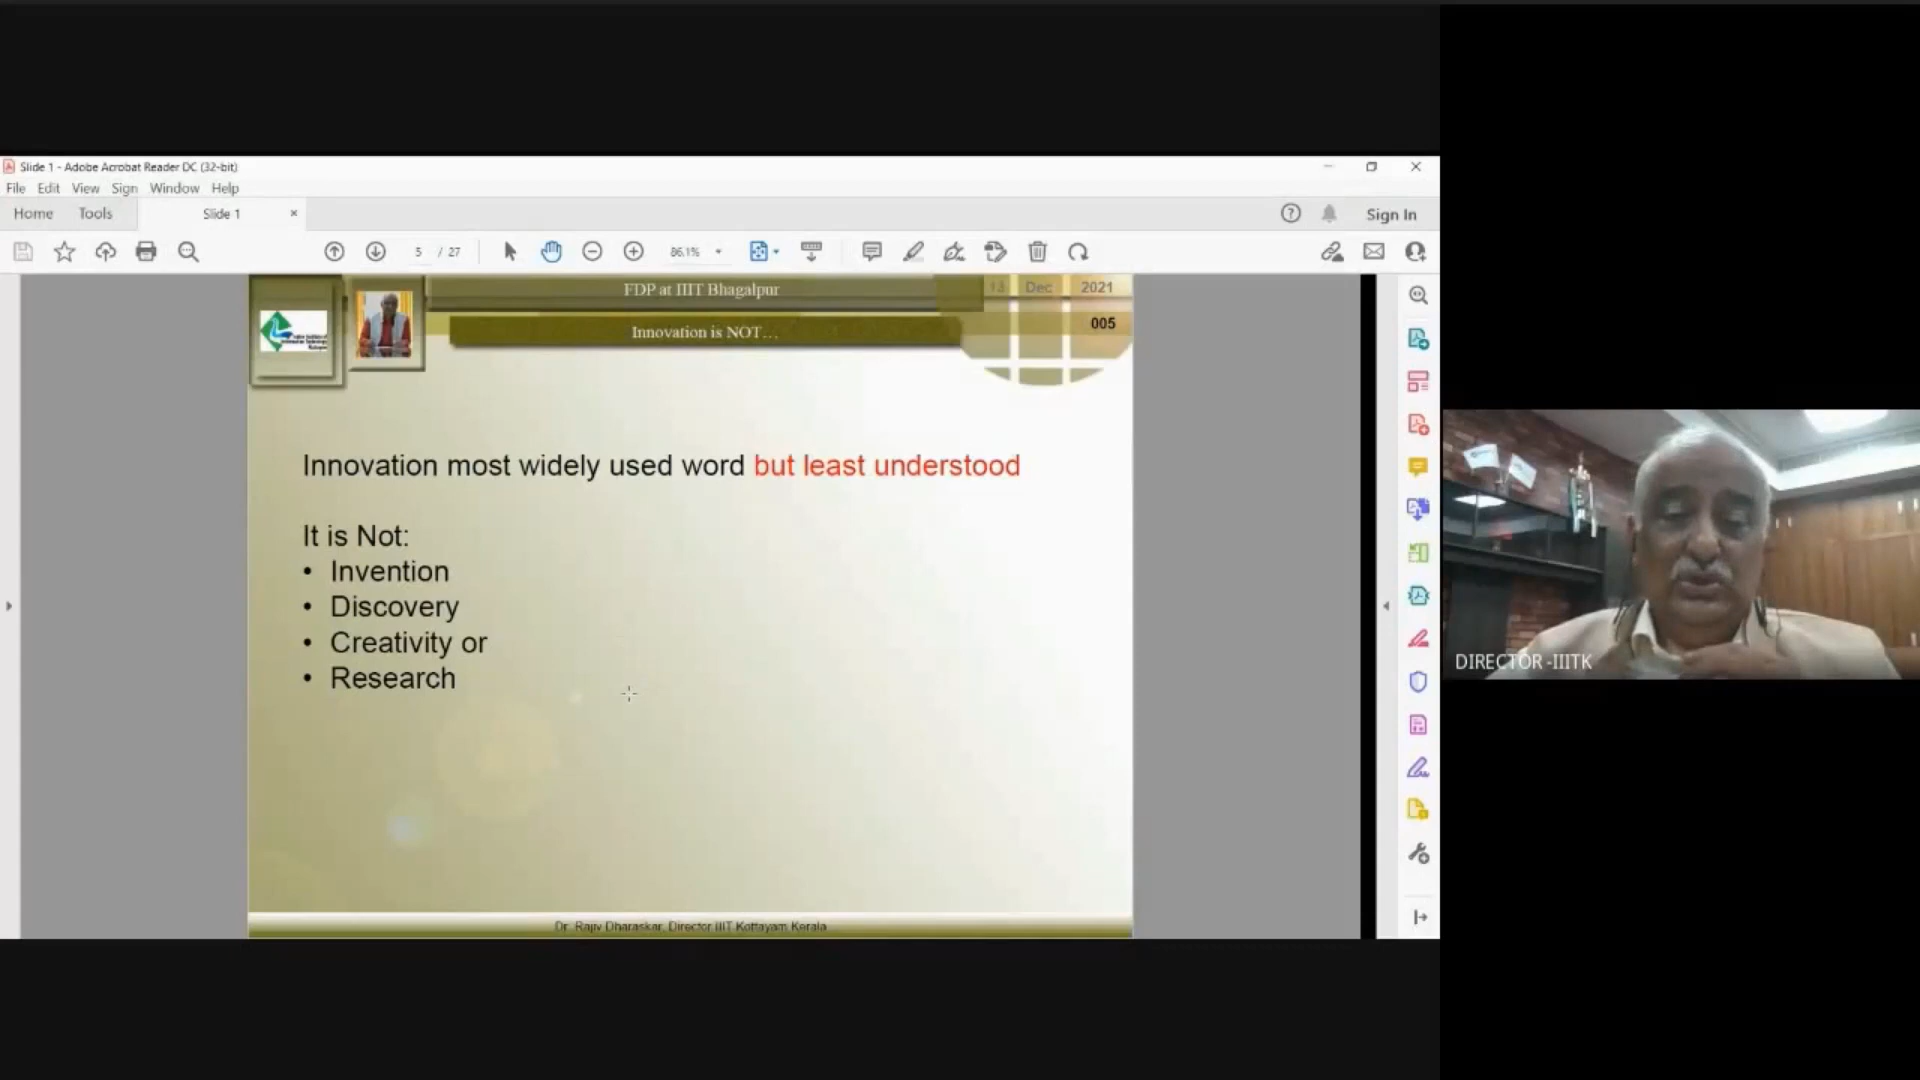 Slide 1 - Adobe Acrobat Reader DC (32-bit)
File Edit View Sign Window Help
Home Tools Slide 1
Sign In
5 / 27
86.1%
FDP at IIIT Bhagalpur
13 Dec 2021
Innovation is NOT...
005
Innovation most widely used word but least understood
It is Not:
• Invention
• Discovery
• Creativity or
• Research
DIRECTOR -IIITK
Dr. Rajiv Dharaskar, Director IIIT Kottayam Kerala